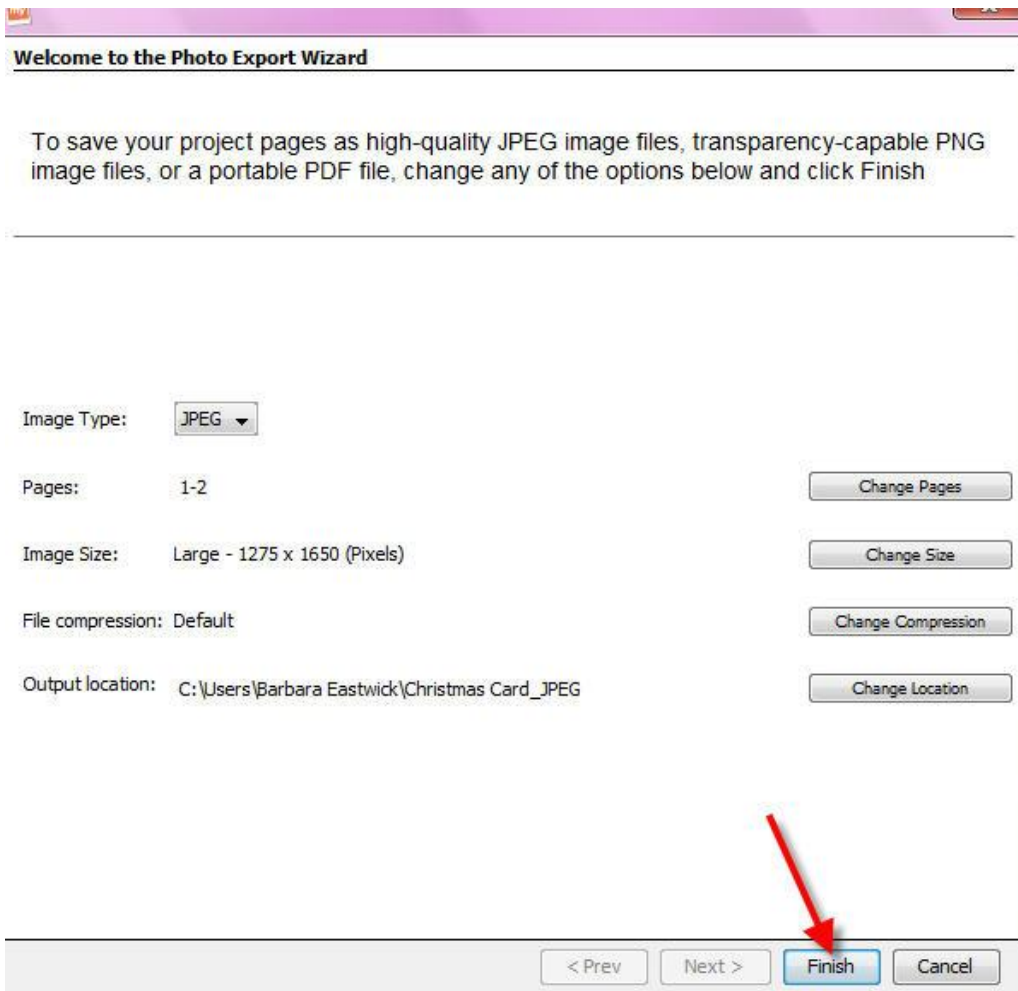 my
Welcome to the Photo Export Wizard
To save your project pages as high-quality JPEG image files, transparency-capable PNG
image files, or a portable PDF file, change any of the options below and click Finish
Image Type: JPEG
Pages: 1-2 Change Pages
Image Size: Large - 1275 x 1650 (Pixels) Change Size
File compression: Default Change Compression
Output location: C:\Users\Barbara Eastwick\Christmas Card_JPEG Change Location
< Prev Next > Finish Cancel